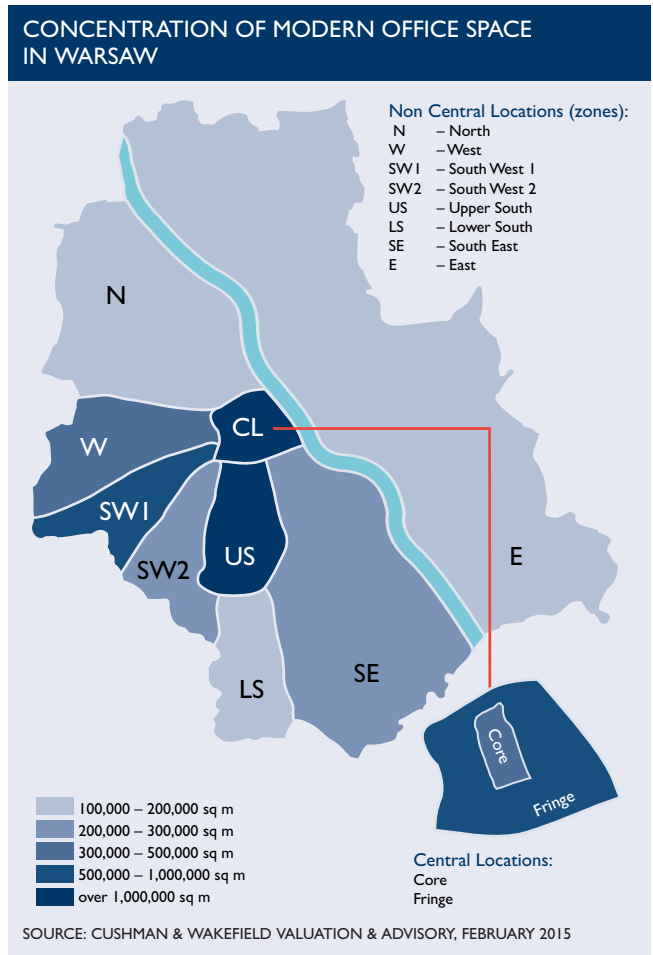 CONCENTRATION OF MODERN OFFICE SPACE
IN WARSAW
Non Central Locations (zones):
N – North
W – West
SW1 – South West 1
SW2 – South West 2
US – Upper South
LS – Lower South
SE – South East
E – East
N
CL
W
SW1
SW2
US
E
LS
SE
Core
Fringe
100,000 – 200,000 sq m
200,000 – 300,000 sq m
300,000 – 500,000 sq m
500,000 – 1,000,000 sq m
over 1,000,000 sq m
Central Locations:
Core
Fringe
SOURCE: CUSHMAN & WAKEFIELD VALUATION & ADVISORY, FEBRUARY 2015